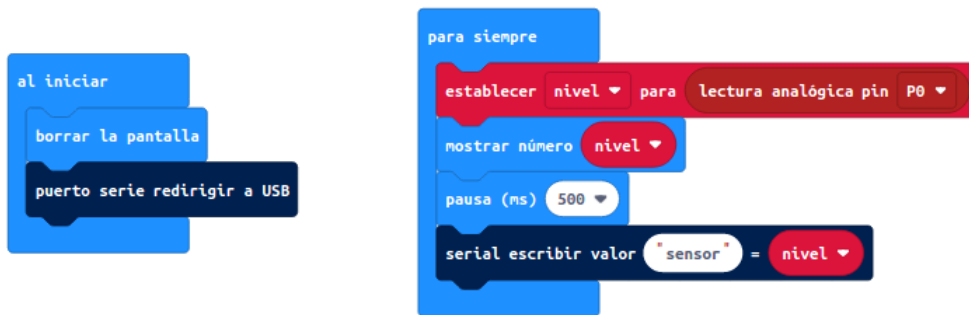 al iniciar
borrar la pantalla
puerto serie redirigir a USB
para siempre
establecer nivel para lectura analógica pin P0
mostrar número nivel
pausa (ms) 500
serial escribir valor "sensor" = nivel